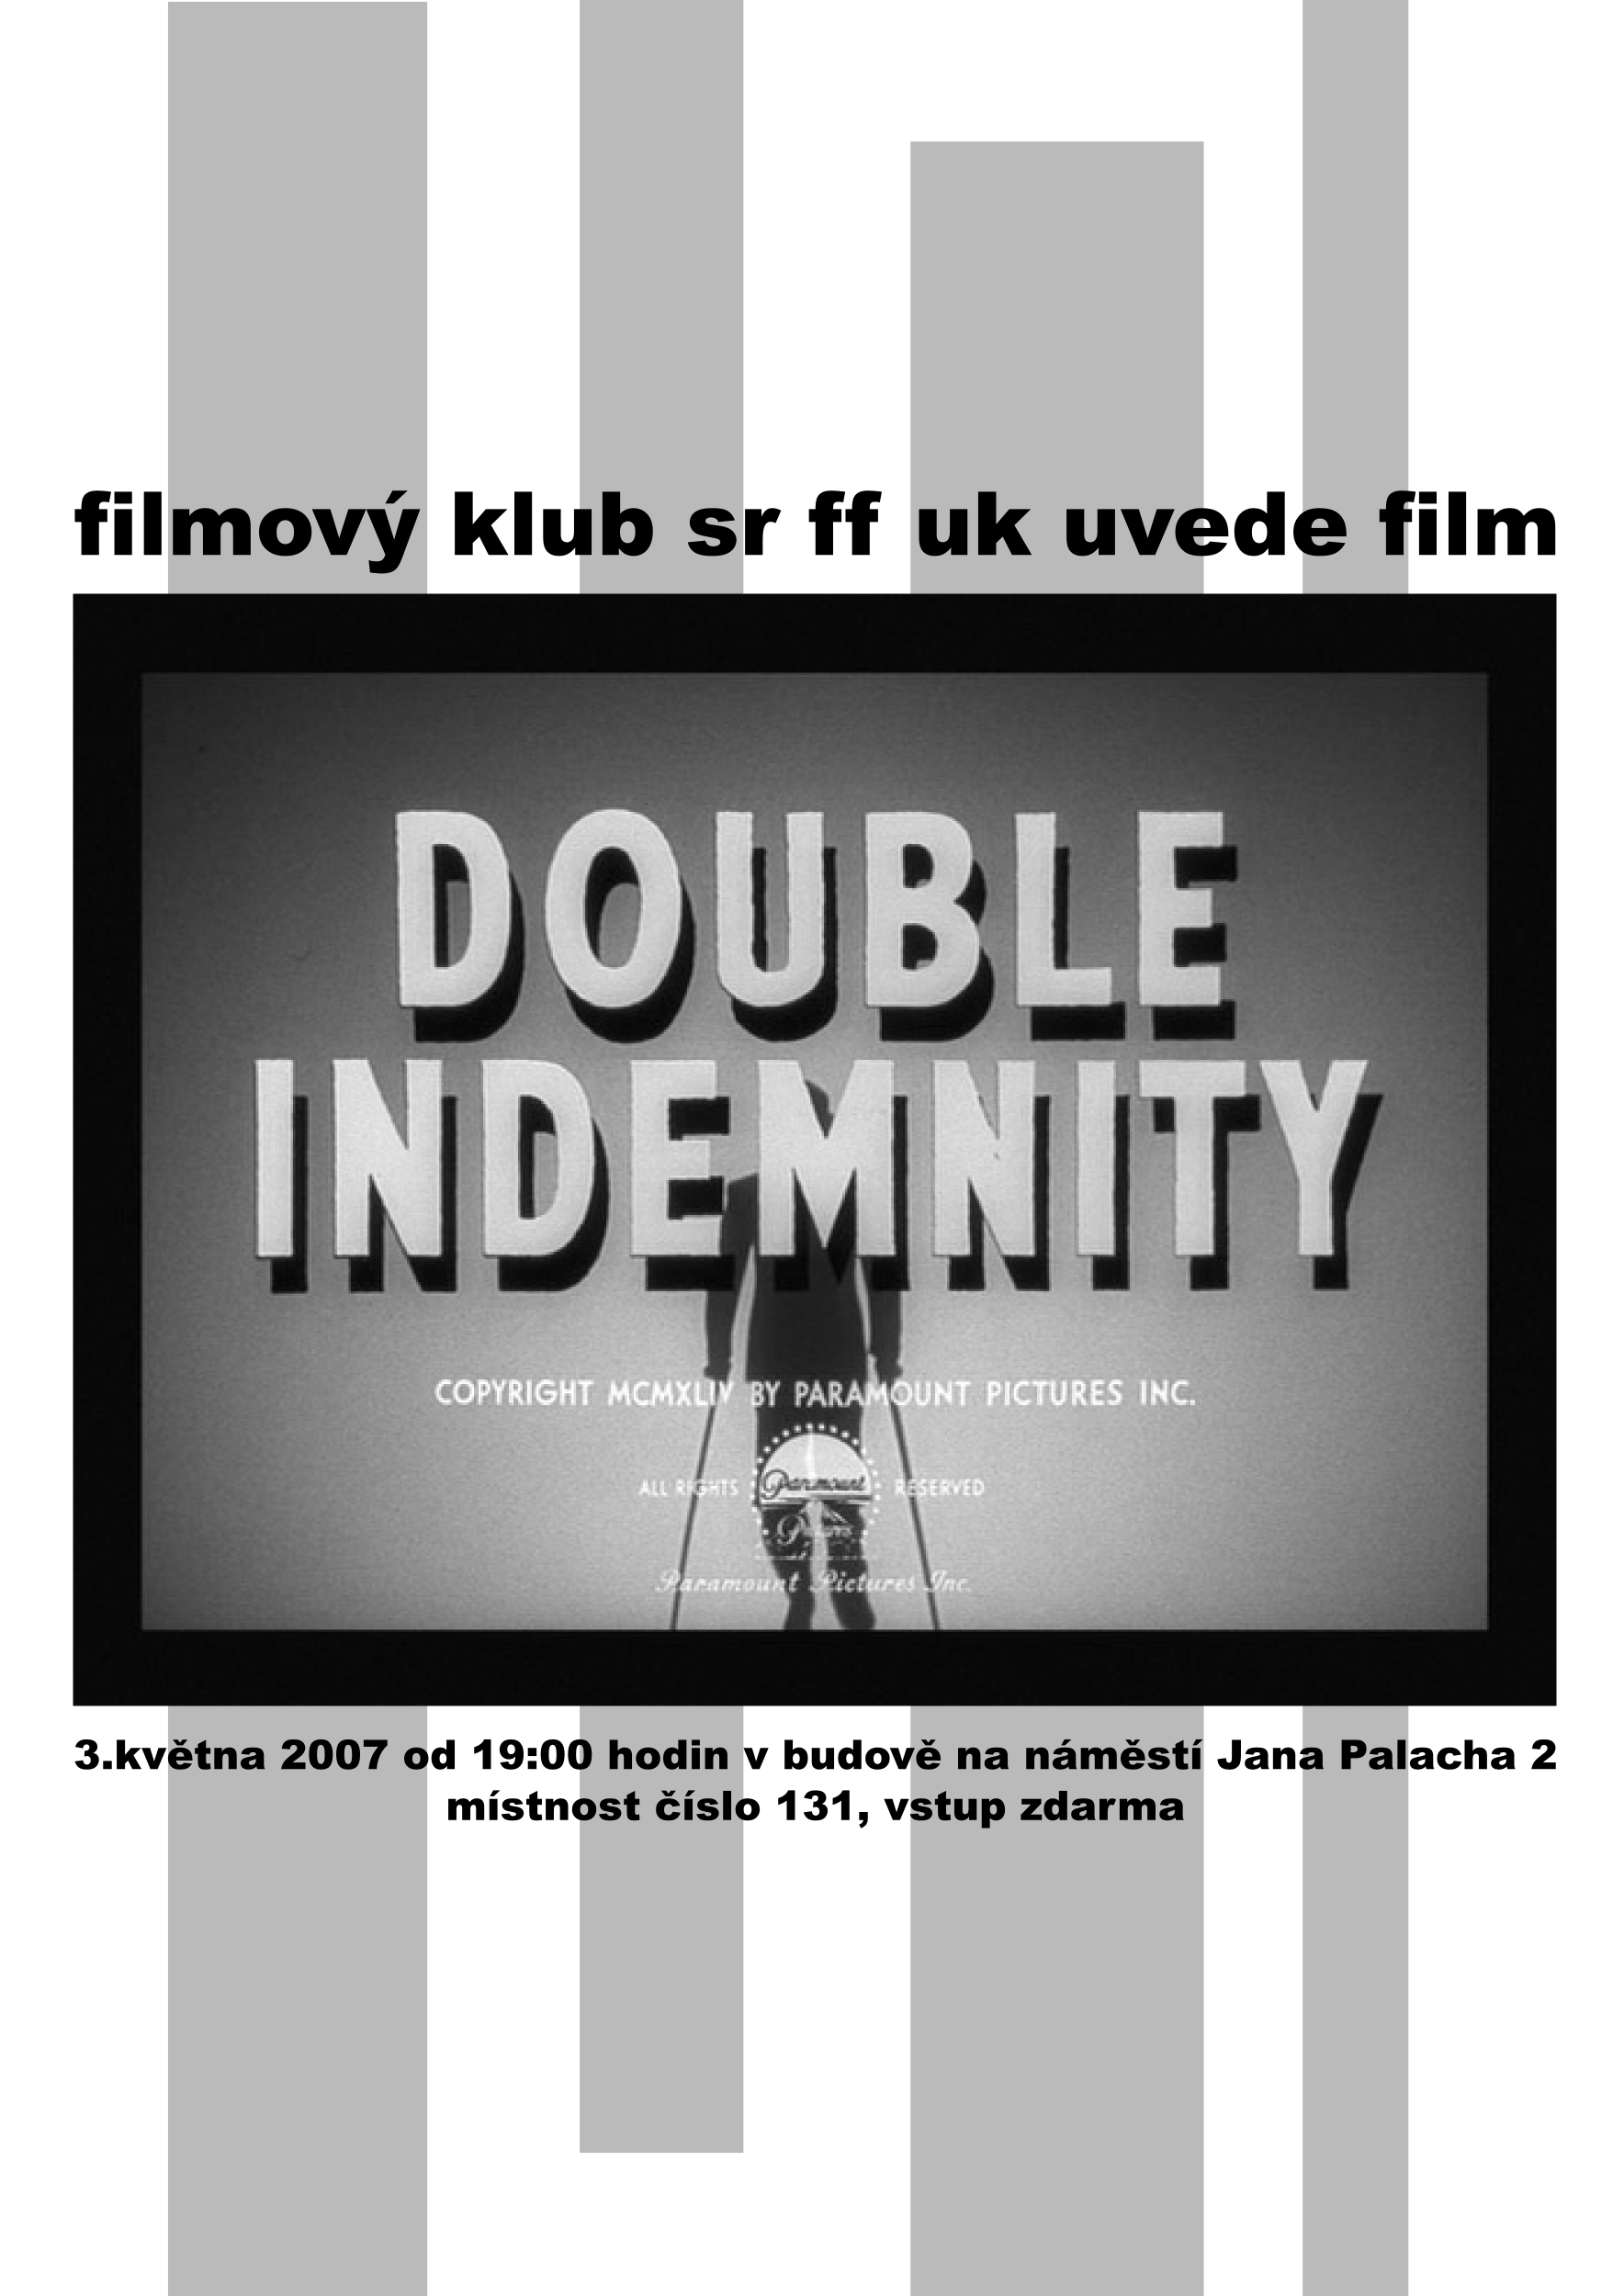 filmový klub sr ff uk uvede film
DOUBLE
INDEMNITY
COPYRIGHT MCMXLIV BY PARAMOUNT PICTURES INC.
ALL RIGHTS Paramount RESERVED
Pictures
Paramount Pictures Inc.
3.května 2007 od 19:00 hodin v budově na náměstí Jana Palacha 2
místnost číslo 131, vstup zdarma